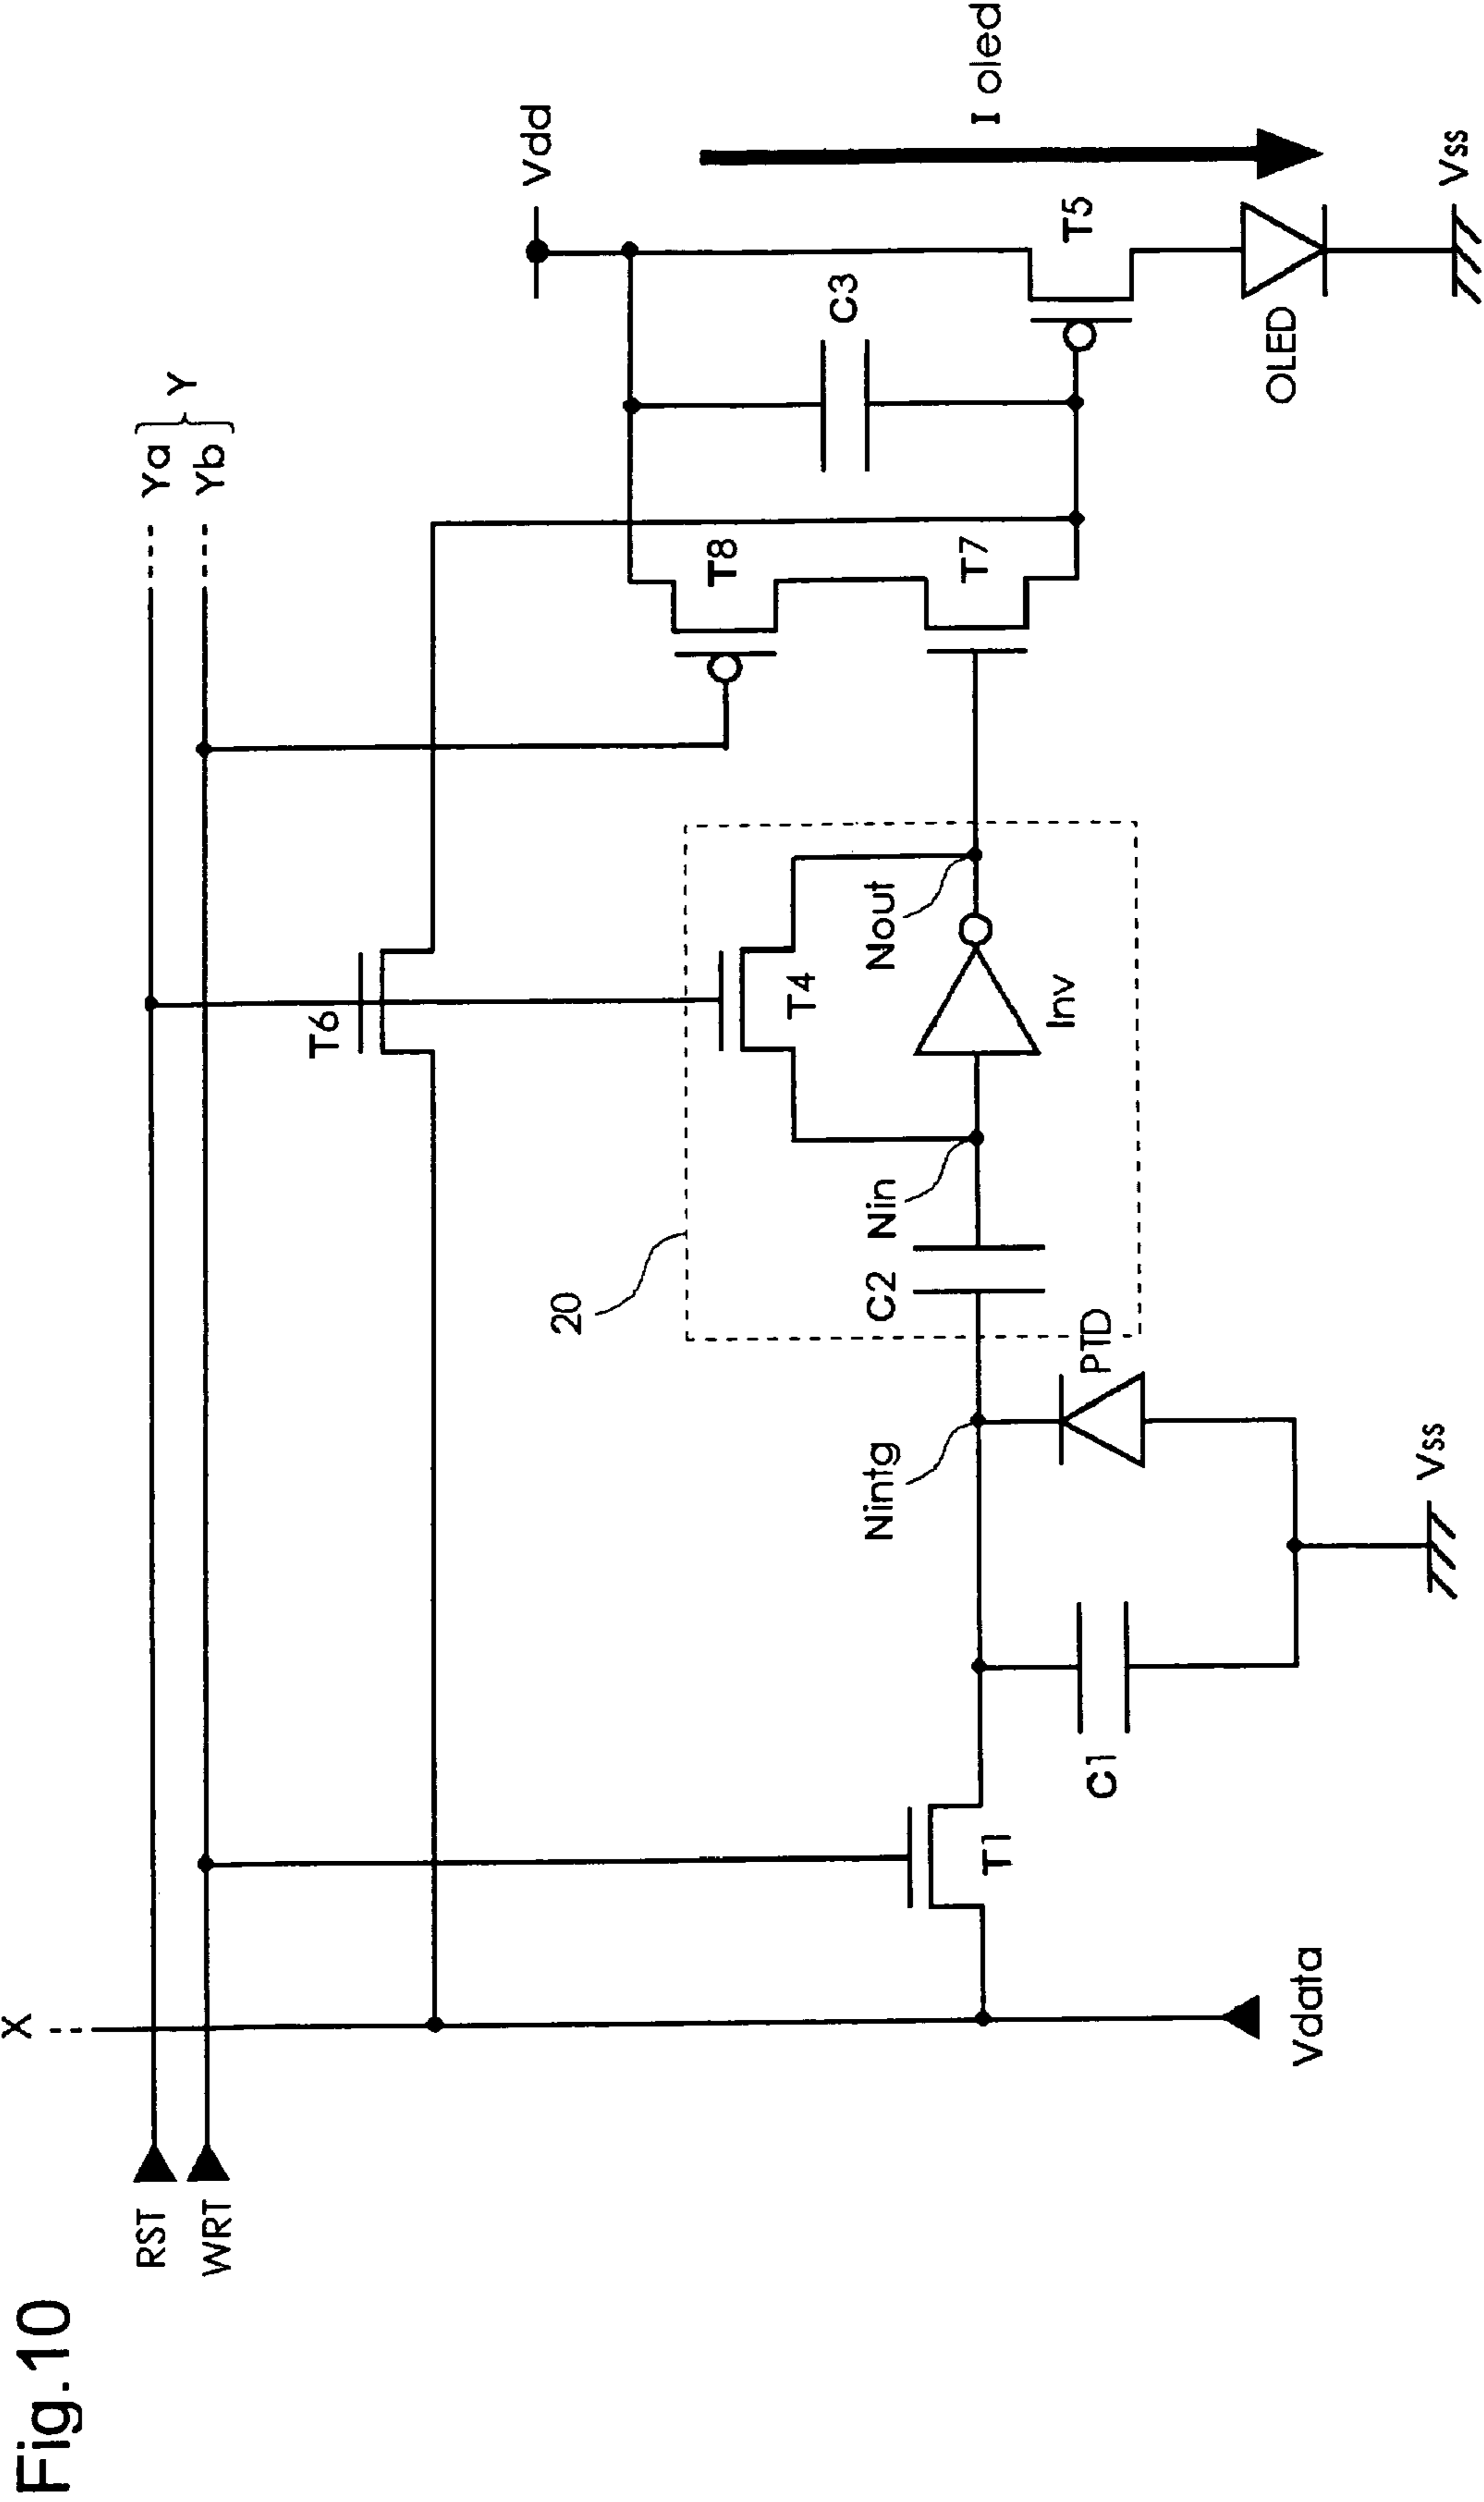 Fig.10
X
RST
WRT
Ya
Yb
Y
T6
20
Vdd
T8
T4
C3
I oled
C2
Nin
Nout
Nintg
T7
T1
Inv
T5
C1
PTD
OLED
Vdata
Vss
Vss